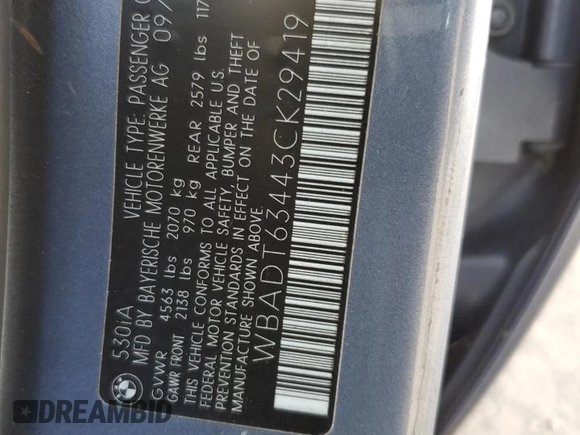 530iA
VEHICLE TYPE: PASSENGER
MFD BY BAYERISCHE MOTORENWERKE AG 09/
GVWR 4563 lbs 2070 kg
GAWR FRONT 2138 lbs 970 kg REAR 2579 lbs 117
THIS VEHICLE CONFORMS TO ALL APPLICABLE U.S.
FEDERAL MOTOR VEHICLE SAFETY, BUMPER AND THEFT
PREVENTION STANDARDS IN EFFECT ON THE DATE OF
MANUFACTURE SHOWN ABOVE.
WBADT63443CK29419
DREAMBID